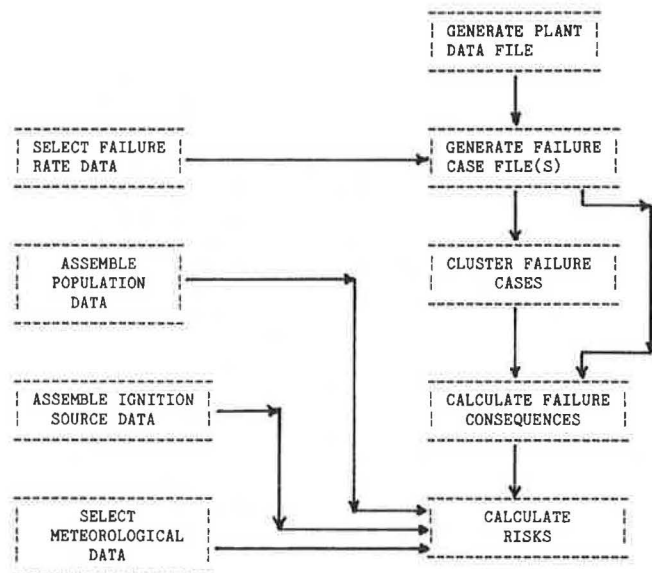 GENERATE PLANT
DATA FILE
SELECT FAILURE
RATE DATA
GENERATE FAILURE
CASE FILE(S)
ASSEMBLE
POPULATION
DATA
CLUSTER FAILURE
CASES
ASSEMBLE IGNITION
SOURCE DATA
CALCULATE FAILURE
CONSEQUENCES
SELECT
METEOROLOGICAL
DATA
CALCULATE
RISKS